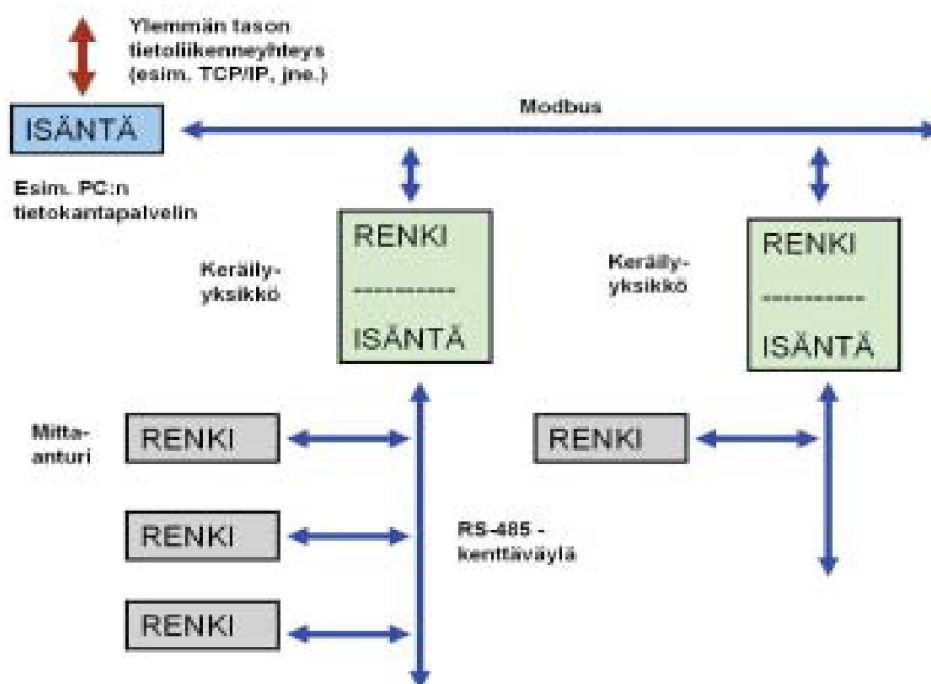 Ylemmän tason
tietoliikenneyhteys
(esim. TCP/IP, jne.)
ISÄNTÄ
Modbus
Esim. PC:n
tietokantapalvelin
Keräily-
yksikkö
RENKI
----------
ISÄNTÄ
Keräily-
yksikkö
RENKI
----------
ISÄNTÄ
Mitta-
anturi
RENKI
RENKI
RENKI
RS-485 -
kenttäväylä
RENKI